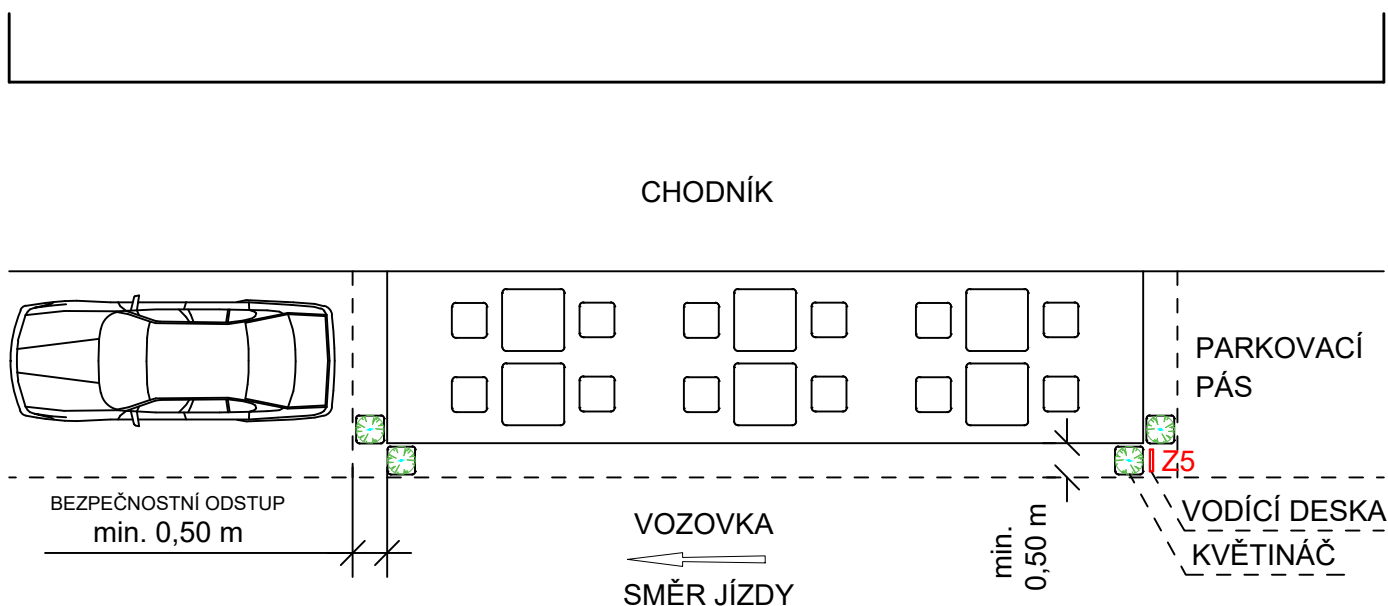 CHODNÍK
PARKOVACÍ
PÁS
Z5
BEZPEČNOSTNÍ ODSTUP
min. 0,50 m
VOZOVKA
SMĚR JÍZDY
min.
0,50 m
VODÍCÍ DESKA
KVĚTINÁČ